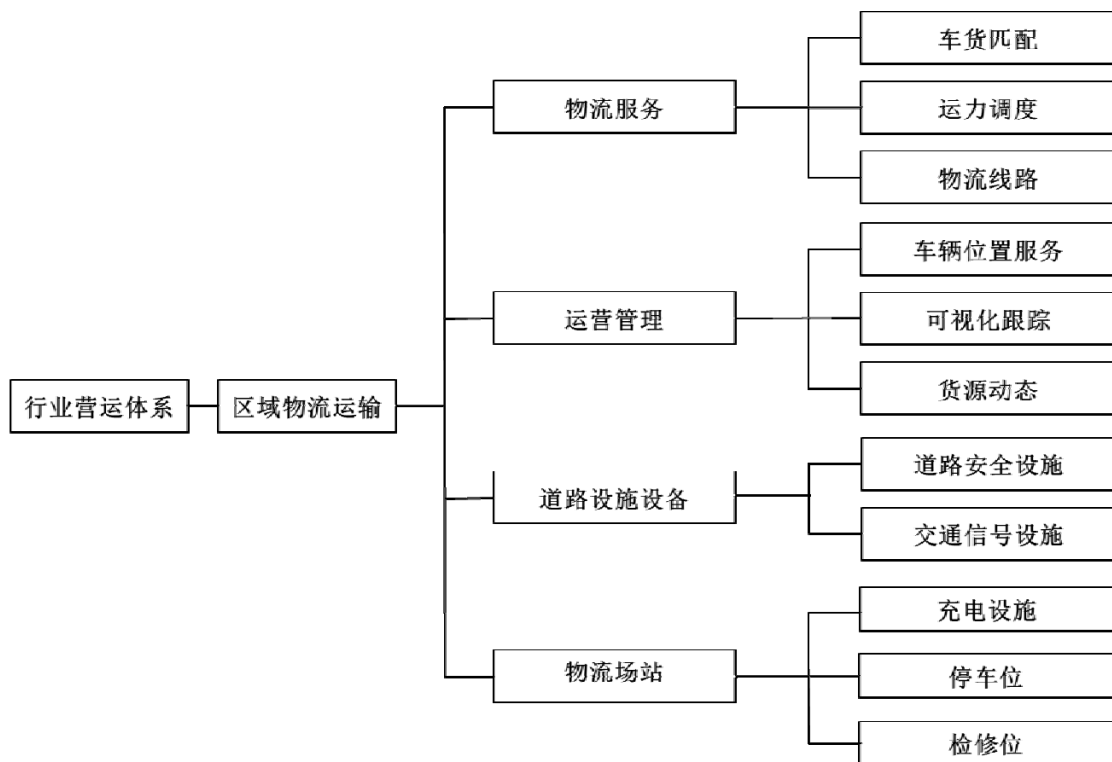 行业营运体系
区域物流运输
物流服务
车货匹配
运力调度
物流线路
运营管理
车辆位置服务
可视化跟踪
货源动态
道路设施设备
道路安全设施
交通信号设施
物流场站
充电设施
停车位
检修位